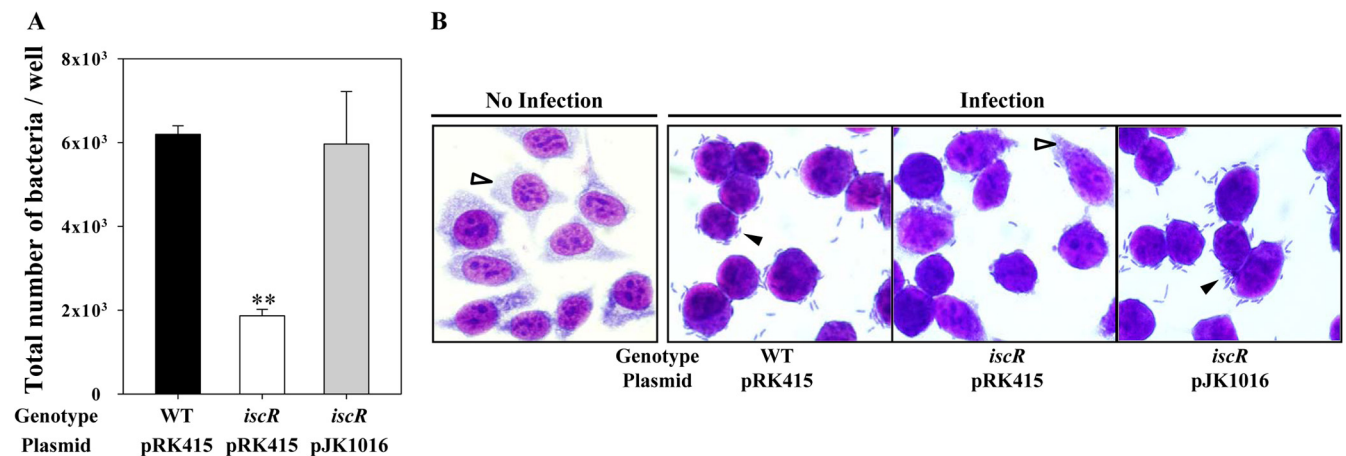 A
Total number of bacteria / well
8x10³
6x10³
4x10³
2x10³
0
**
Genotype WT iscR iscR
Plasmid pRK415 pRK415 pJK1016
B
No Infection Infection
Genotype WT iscR iscR
Plasmid pRK415 pRK415 pJK1016